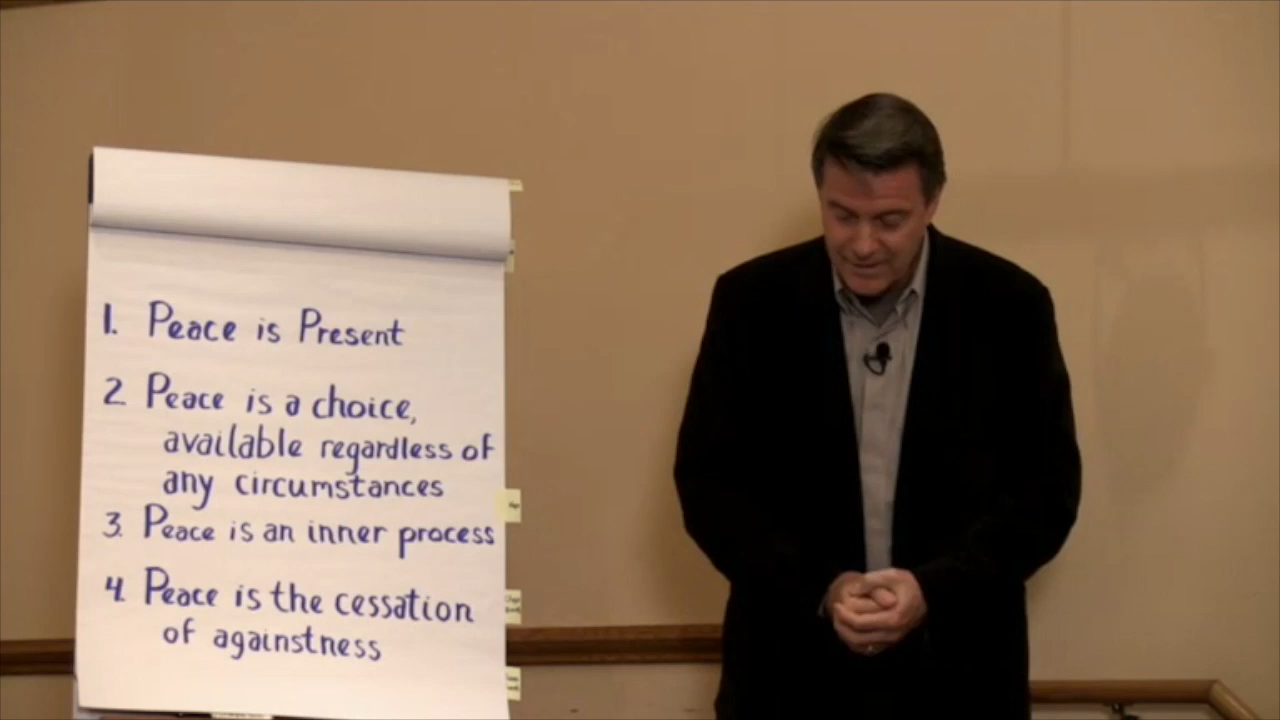 1. Peace is Present
2. Peace is a choice,
available regardless of
any circumstances
3. Peace is an inner process
4. Peace is the cessation
of againstness